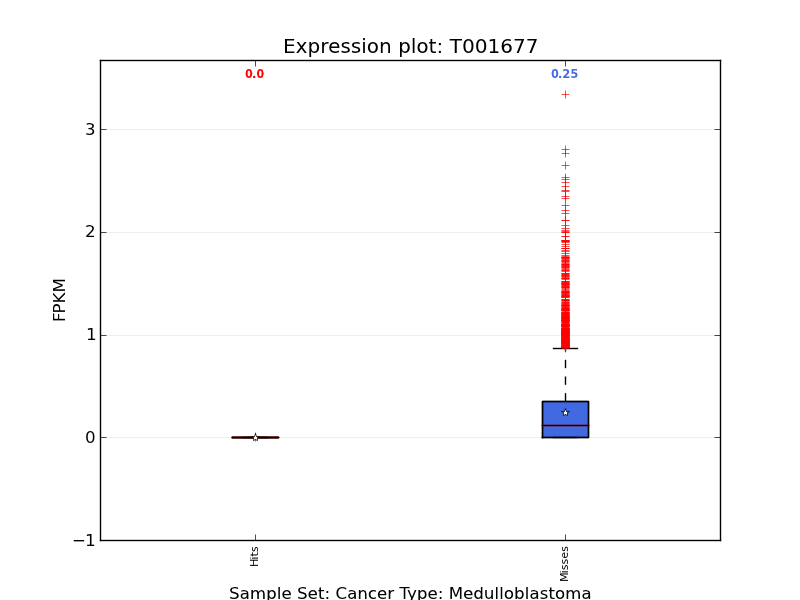 Expression plot: T001677
0.0
0.25
3
2
1
0
−1
FPKM
Hits
Misses
Sample Set: Cancer Type: Medulloblastoma